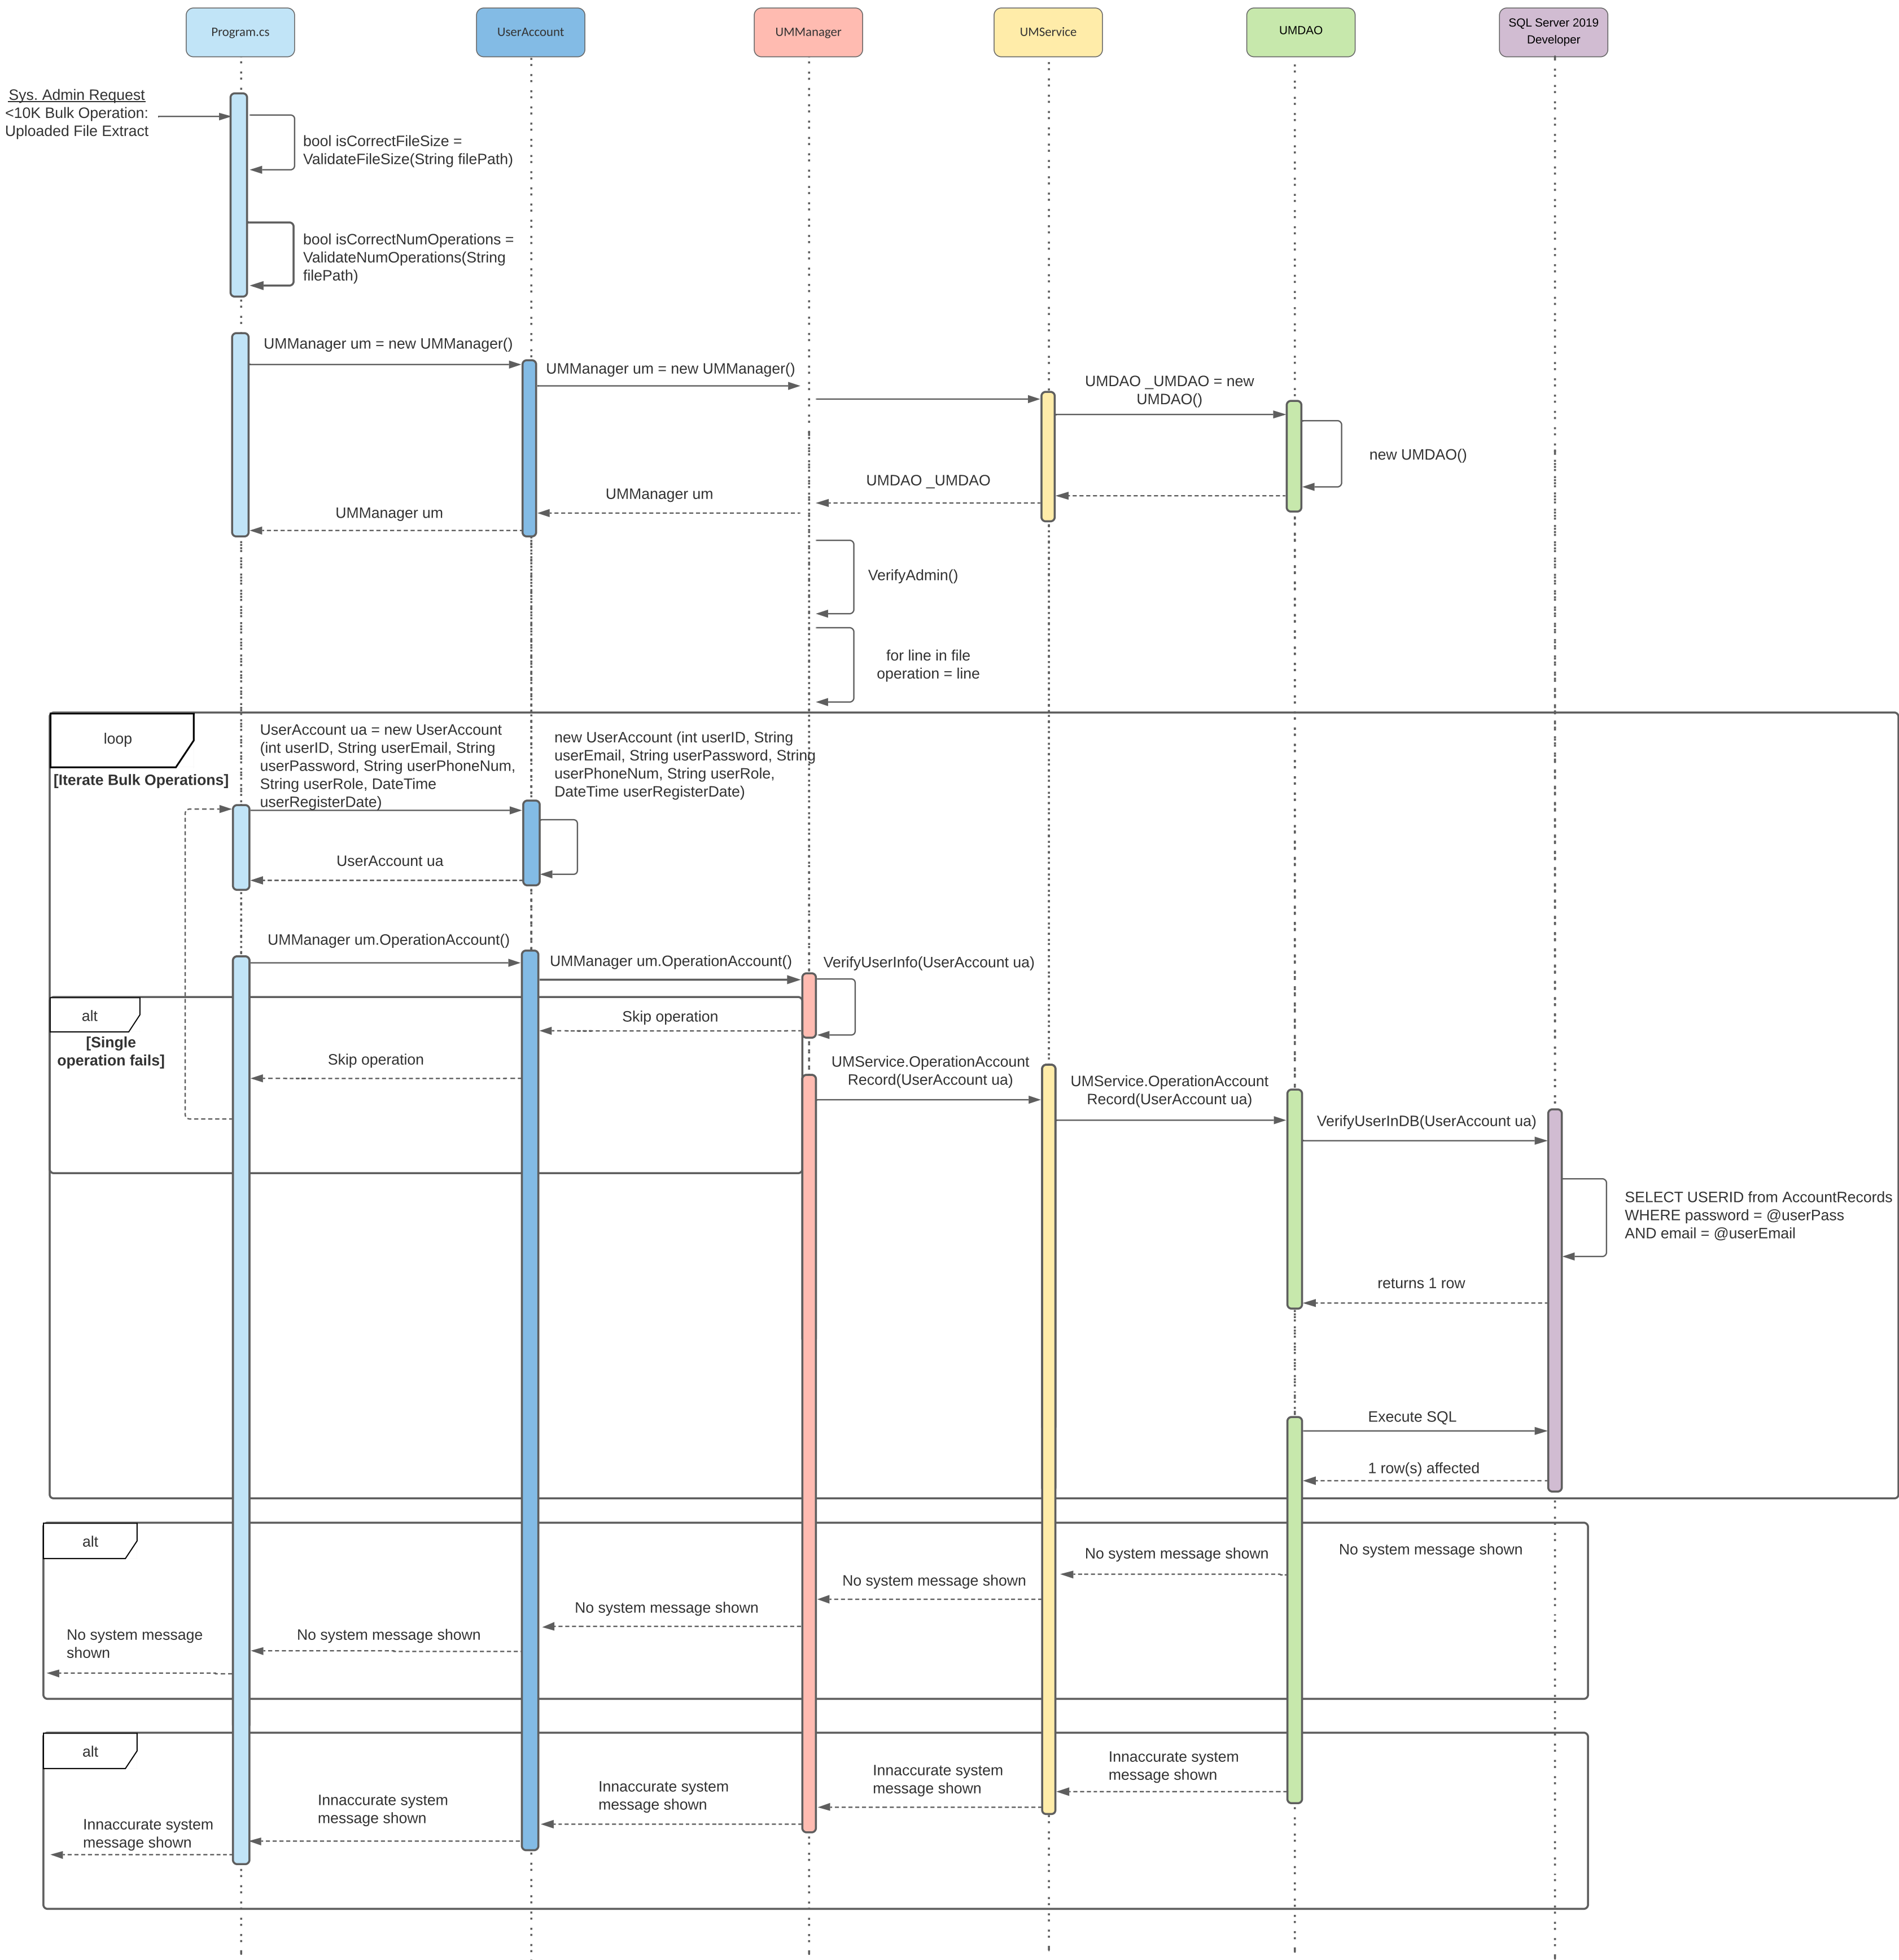 Program.cs
UserAccount
UMManager
UMService
UMDAO
SQL Server 2019
Developer
Sys. Admin Request
<10K Bulk Operation:
Uploaded File Extract
bool isCorrectFileSize =
ValidateFileSize(String filePath)
bool isCorrectNumOperations =
ValidateNumOperations(String
filePath)
UMManager um = new UMManager()
UMManager um = new UMManager()
UMDAO _UMDAO = new
UMDAO()
new UMDAO()
UMDAO _UMDAO
UMManager um
UMManager um
VerifyAdmin()
for line in file
operation = line
loop
[Iterate Bulk Operations]
UserAccount ua = new UserAccount
(int userID, String userEmail, String
userPassword, String userPhoneNum,
String userRole, DateTime
userRegisterDate)
new UserAccount (int userID, String
userEmail, String userPassword, String
userPhoneNum, String userRole,
DateTime userRegisterDate)
UserAccount ua
UMManager um.OperationAccount()
UMManager um.OperationAccount()
VerifyUserInfo(UserAccount ua)
alt
[Single
operation fails]
Skip operation
Skip operation
UMService.OperationAccount
Record(UserAccount ua)
UMService.OperationAccount
Record(UserAccount ua)
VerifyUserInDB(UserAccount ua)
SELECT USERID from AccountRecords
WHERE password = @userPass
AND email = @userEmail
returns 1 row
Execute SQL
1 row(s) affected
alt
No system message shown
No system message shown
No system message shown
No system message shown
No system message shown
No system message
shown
alt
Innaccurate system
message shown
Innaccurate system
message shown
Innaccurate system
message shown
Innaccurate system
message shown
Innaccurate system
message shown